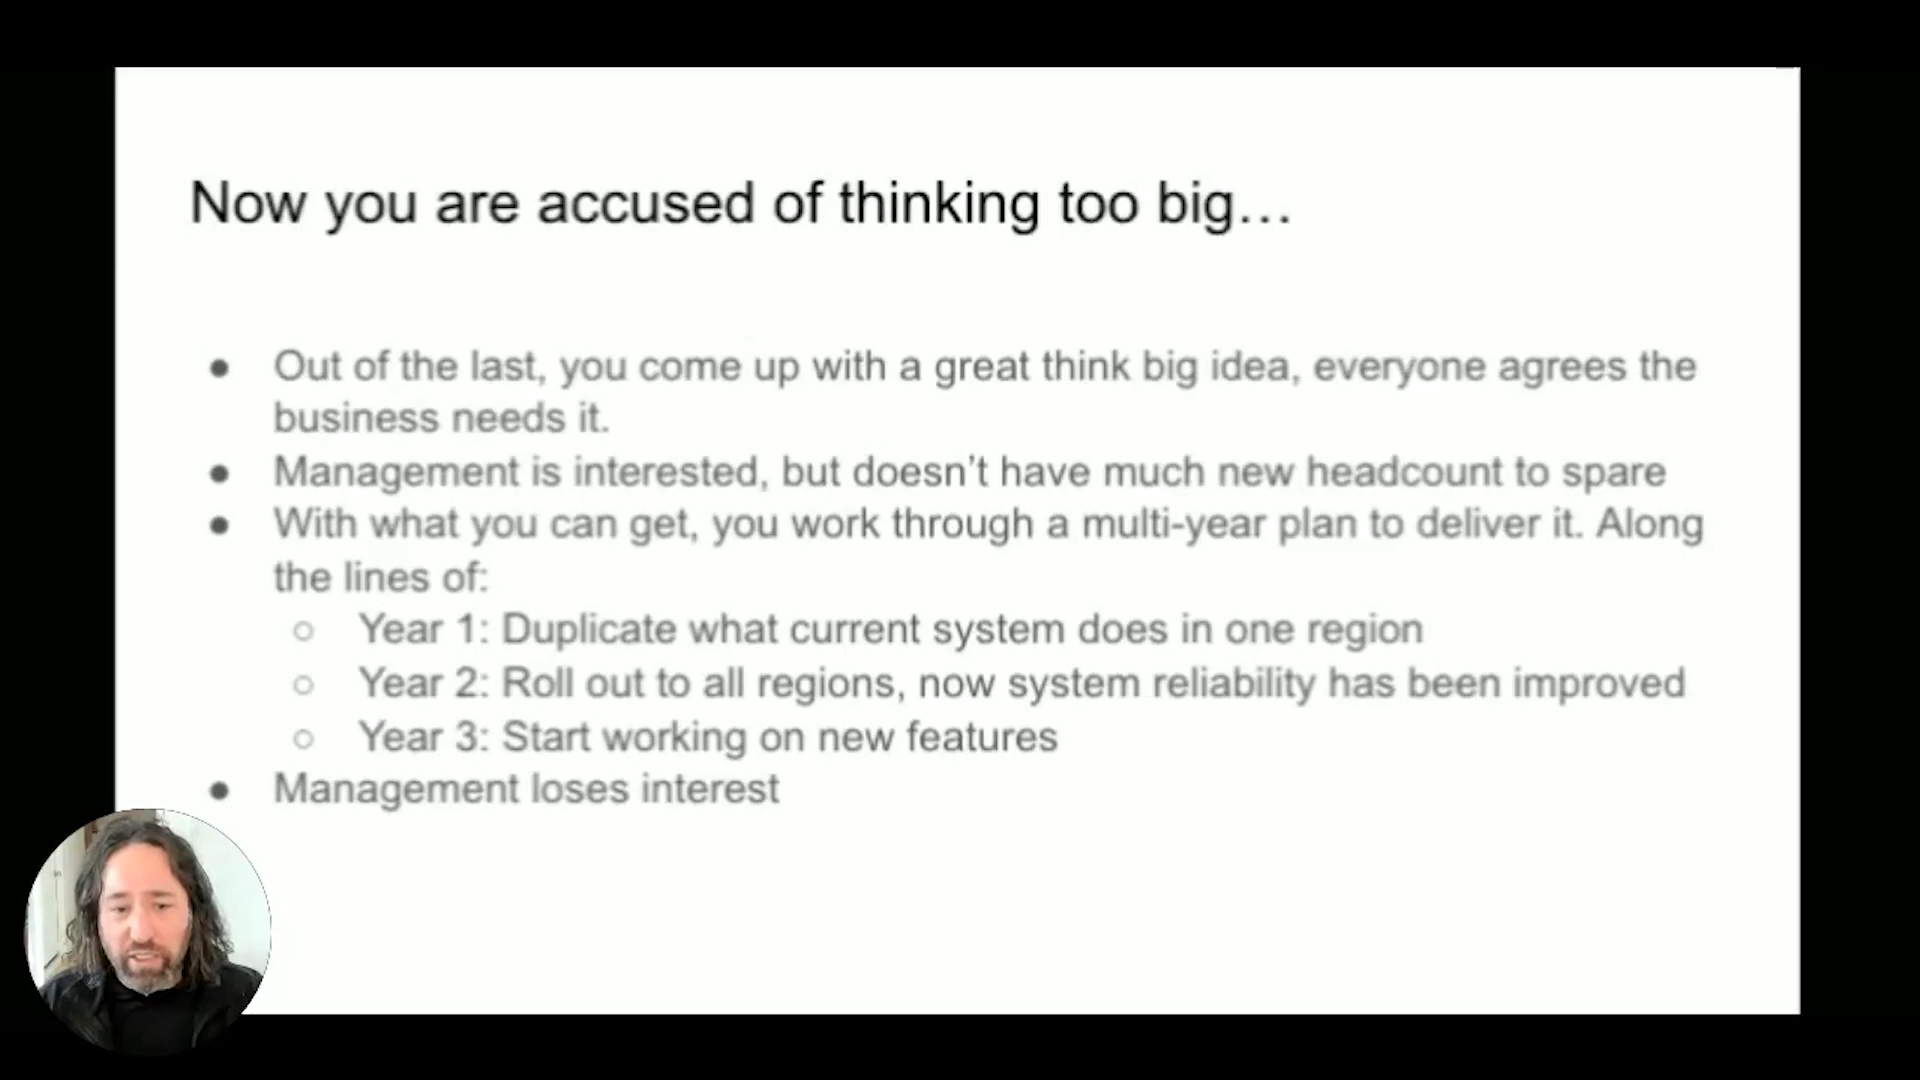 Now you are accused of thinking too big…
● Out of the last, you come up with a great think big idea, everyone agrees the
business needs it.
● Management is interested, but doesn’t have much new headcount to spare
● With what you can get, you work through a multi-year plan to deliver it. Along
the lines of:
○ Year 1: Duplicate what current system does in one region
○ Year 2: Roll out to all regions, now system reliability has been improved
○ Year 3: Start working on new features
● Management loses interest